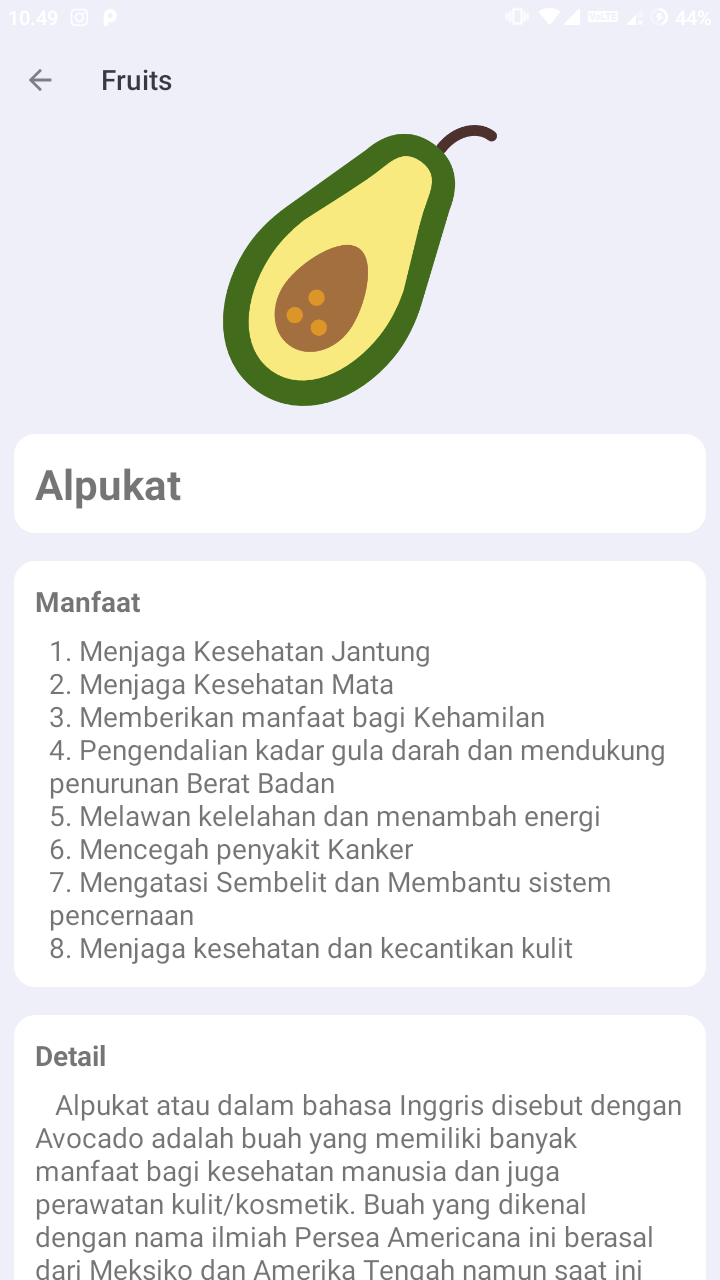 10.49
VoLTE
44%
Fruits
Alpukat
Manfaat
1. Menjaga Kesehatan Jantung
2. Menjaga Kesehatan Mata
3. Memberikan manfaat bagi Kehamilan
4. Pengendalian kadar gula darah dan mendukung
penurunan Berat Badan
5. Melawan kelelahan dan menambah energi
6. Mencegah penyakit Kanker
7. Mengatasi Sembelit dan Membantu sistem
pencernaan
8. Menjaga kesehatan dan kecantikan kulit
Detail
Alpukat atau dalam bahasa Inggris disebut dengan
Avocado adalah buah yang memiliki banyak
manfaat bagi kesehatan manusia dan juga
perawatan kulit/kosmetik. Buah yang dikenal
dengan nama ilmiah Persea Americana ini berasal
dari Meksiko dan Amerika Tengah namun saat ini